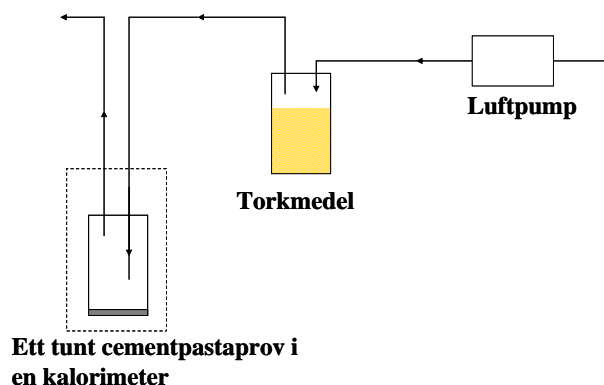 Luftpump
Torkmedel
Ett tunt cementpastaprov i
en kalorimeter